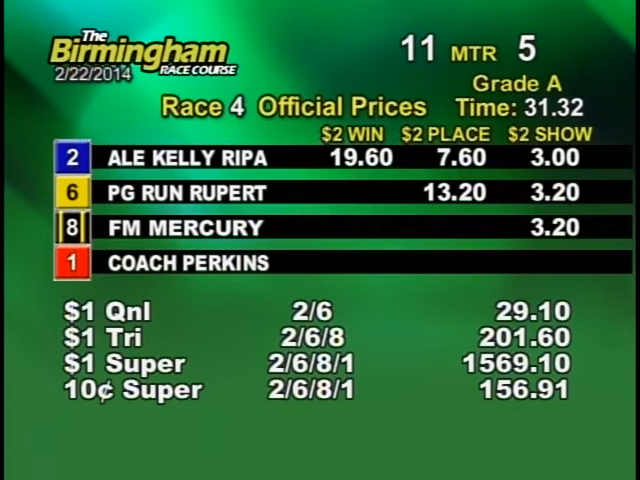 The
Birmingham
RACE COURSE
2/22/2014
11 MTR 5
Grade A
Race 4 Official Prices Time: 31.32
$2 WIN $2 PLACE $2 SHOW
2 ALE KELLY RIPA 19.60 7.60 3.00
6 PG RUN RUPERT 13.20 3.20
8 FM MERCURY 3.20
1 COACH PERKINS
$1 Qnl 2/6 29.10
$1 Tri 2/6/8 201.60
$1 Super 2/6/8/1 1569.10
10¢ Super 2/6/8/1 156.91